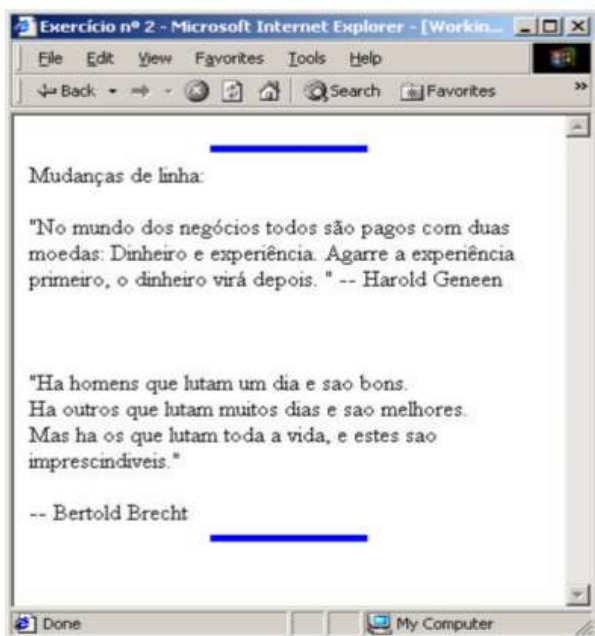 Exercício nº 2 - Microsoft Internet Explorer - [Workin...
File Edit View Favorites Tools Help
Back Search Favorites »
Mudanças de linha:
"No mundo dos negócios todos são pagos com duas
moedas: Dinheiro e experiência. Agarre a experiência
primeiro, o dinheiro virá depois. " -- Harold Geneen
"Ha homens que lutam um dia e sao bons.
Ha outros que lutam muitos dias e sao melhores.
Mas ha os que lutam toda a vida, e estes sao
imprescindiveis."
-- Bertold Brecht
Done My Computer